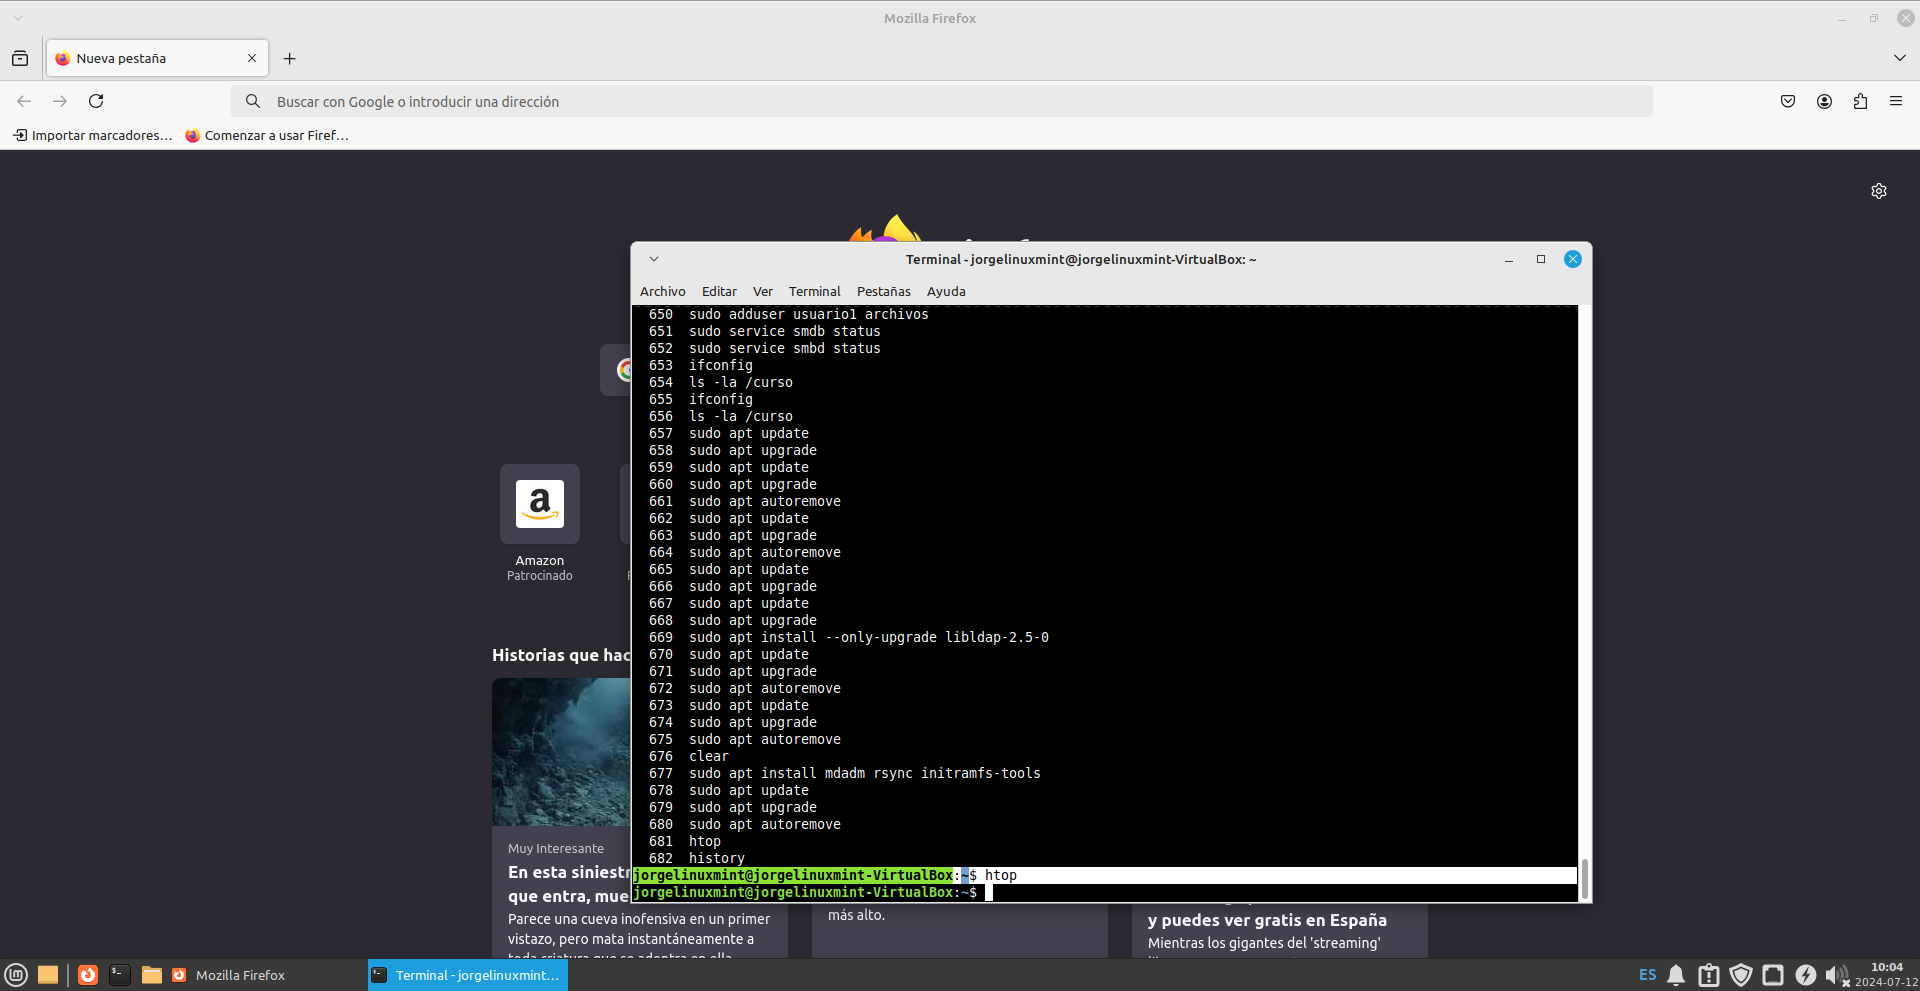 Mozilla Firefox
Nueva pestaña
Buscar con Google o introducir una dirección
Importar marcadores...
Comenzar a usar Firef...
Terminal - jorgelinuxmint@jorgelinuxmint-VirtualBox: ~
Archivo Editar Ver Terminal Pestañas Ayuda
650 sudo adduser usuario1 archivos
651 sudo service smdb status
652 sudo service smbd status
653 ifconfig
654 ls -la /curso
655 ifconfig
656 ls -la /curso
657 sudo apt update
658 sudo apt upgrade
659 sudo apt update
660 sudo apt upgrade
661 sudo apt autoremove
662 sudo apt update
663 sudo apt upgrade
664 sudo apt autoremove
665 sudo apt update
666 sudo apt upgrade
667 sudo apt update
668 sudo apt upgrade
669 sudo apt install --only-upgrade libldap-2.5-0
670 sudo apt update
671 sudo apt upgrade
672 sudo apt autoremove
673 sudo apt update
674 sudo apt upgrade
675 sudo apt autoremove
676 clear
677 sudo apt install mdadm rsync initramfs-tools
678 sudo apt update
679 sudo apt upgrade
680 sudo apt autoremove
681 htop
682 history
jorgelinuxmint@jorgelinuxmint-VirtualBox:~$ htop
jorgelinuxmint@jorgelinuxmint-VirtualBox:~$
Amazon
Patrocinado
Historias que hac
Muy Interesante
En esta siniest
que entra, mue
Parece una cueva inofensiva en un primer
vistazo, pero mata instantáneamente a
más alto.
y puedes ver gratis en España
Mientras los gigantes del 'streaming'
Mozilla Firefox
Terminal - jorgelinuxmint...
ES
10:04
2024-07-12